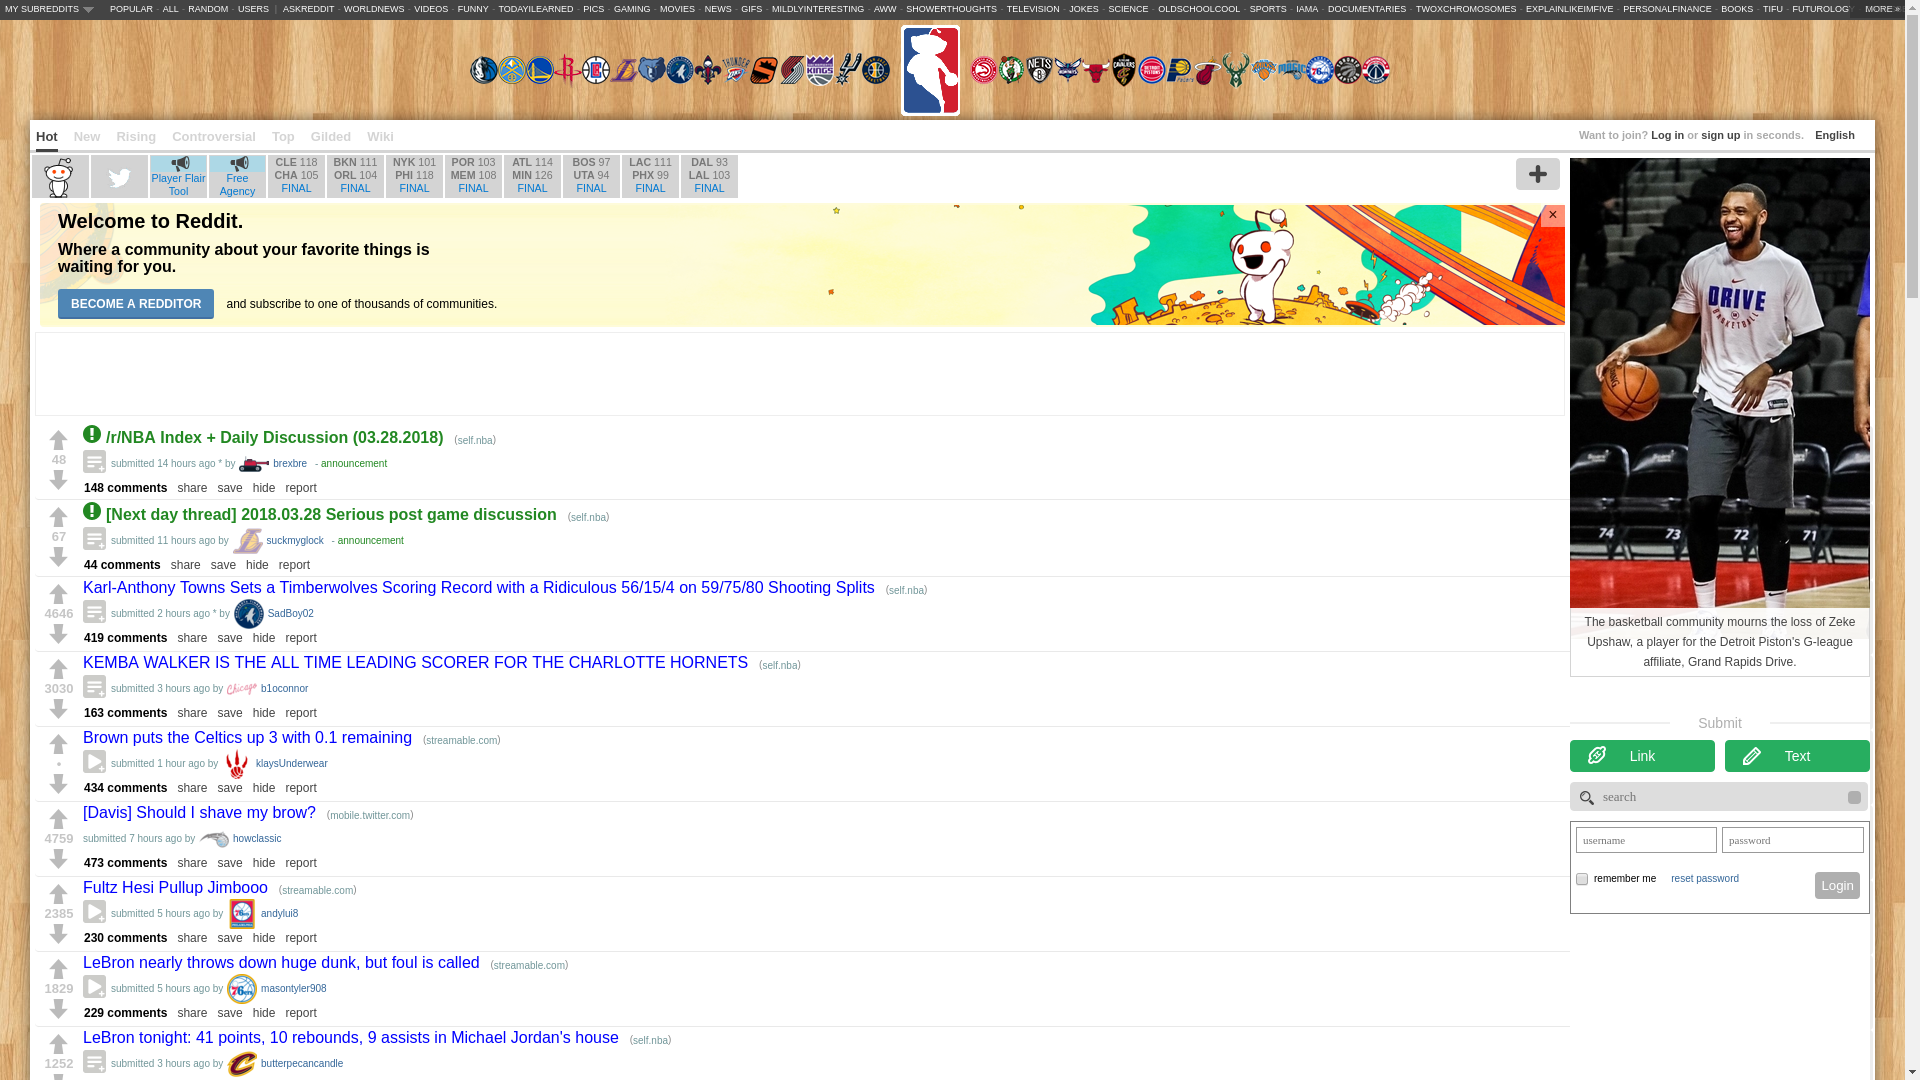 MY SUBREDDITS POPULAR - ALL - RANDOM - USERS | ASKREDDIT - WORLDNEWS - VIDEOS - FUNNY - TODAYILEARNED - PICS - GAMING - MOVIES - NEWS - GIFS - MILDLYINTERESTING - AWW - SHOWERTHOUGHTS - TELEVISION - JOKES - SCIENCE - OLDSCHOOLCOOL - SPORTS - IAMA - DOCUMENTARIES - TWOXCHROMOSOMES - EXPLAINLIKEIMFIVE - PERSONALFINANCE - BOOKS - TIFU - FUTUROLOGY MORE »
Hot New Rising Controversial Top Gilded Wiki
Want to join? Log in or sign up in seconds. English
Player Flair Tool
Free Agency
CLE 118
CHA 105
FINAL
BKN 111
ORL 104
FINAL
NYK 101
PHI 118
FINAL
POR 103
MEM 108
FINAL
ATL 114
MIN 126
FINAL
BOS 97
UTA 94
FINAL
LAC 111
PHX 99
FINAL
DAL 93
LAL 103
FINAL
Welcome to Reddit.
Where a community about your favorite things is
waiting for you.
BECOME A REDDITOR and subscribe to one of thousands of communities.
×
48
/r/NBA Index + Daily Discussion (03.28.2018) (self.nba)
submitted 14 hours ago * by brexbre - announcement
148 comments share save hide report
67
[Next day thread] 2018.03.28 Serious post game discussion (self.nba)
submitted 11 hours ago by suckmyglock - announcement
44 comments share save hide report
4646
Karl-Anthony Towns Sets a Timberwolves Scoring Record with a Ridiculous 56/15/4 on 59/75/80 Shooting Splits (self.nba)
submitted 2 hours ago * by SadBoy02
419 comments share save hide report
3030
KEMBA WALKER IS THE ALL TIME LEADING SCORER FOR THE CHARLOTTE HORNETS (self.nba)
submitted 3 hours ago by Chicago b1oconnor
163 comments share save hide report
•
Brown puts the Celtics up 3 with 0.1 remaining (streamable.com)
submitted 1 hour ago by klaysUnderwear
434 comments share save hide report
4759
[Davis] Should I shave my brow? (mobile.twitter.com)
submitted 7 hours ago by howclassic
473 comments share save hide report
2385
Fultz Hesi Pullup Jimbooo (streamable.com)
submitted 5 hours ago by andylui8
230 comments share save hide report
1829
LeBron nearly throws down huge dunk, but foul is called (streamable.com)
submitted 5 hours ago by masontyler908
229 comments share save hide report
1252
LeBron tonight: 41 points, 10 rebounds, 9 assists in Michael Jordan's house (self.nba)
submitted 3 hours ago by butterpecancandle
DRIVE
BASKETBALL
74 73 72 71
The basketball community mourns the loss of Zeke
Upshaw, a player for the Detroit Piston's G-league
affiliate, Grand Rapids Drive.
Submit
Link
Text
search
username
password
remember me reset password
Login